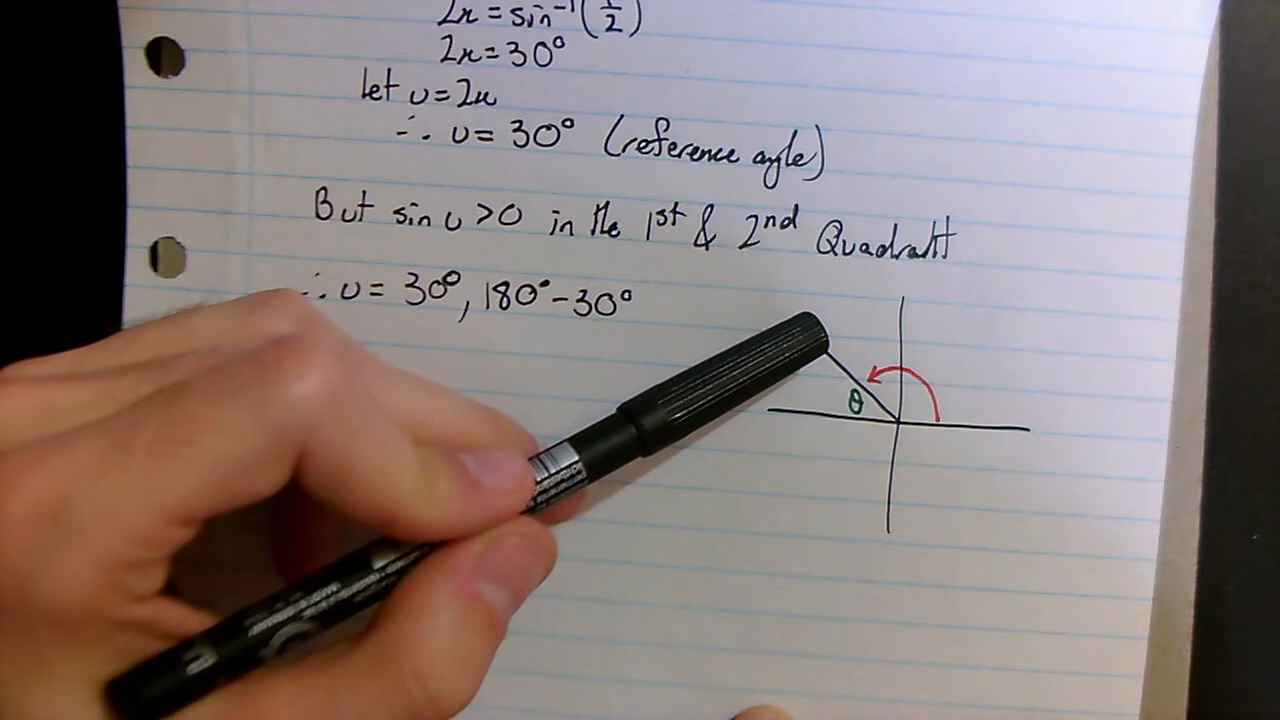 2x = sin⁻¹(1/2)
2x = 30°
let u = 2x
∴ u = 30° (reference angle)
But sin u > 0 in the 1st & 2nd Quadrant
∴ u = 30°, 180° - 30°
θ